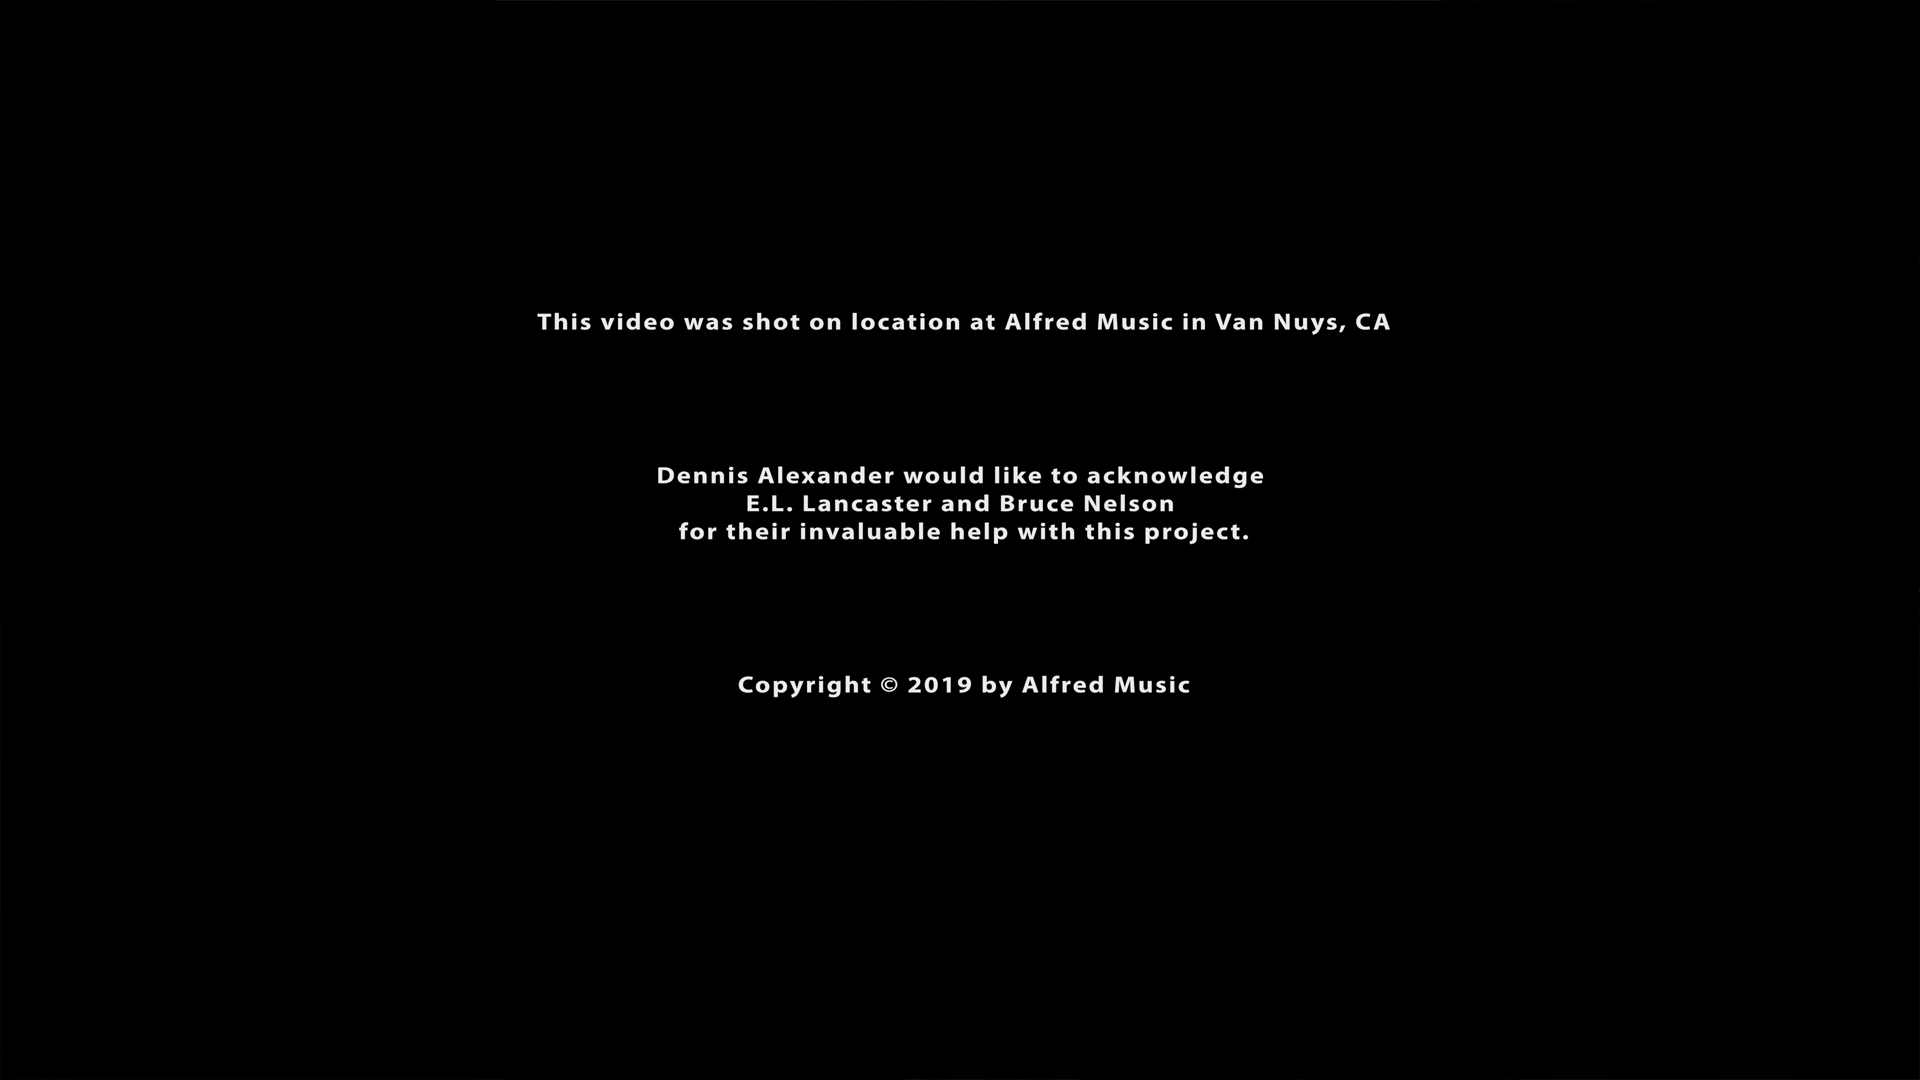 This video was shot on location at Alfred Music in Van Nuys, CA
Dennis Alexander would like to acknowledge
E.L. Lancaster and Bruce Nelson
for their invaluable help with this project.
Copyright © 2019 by Alfred Music